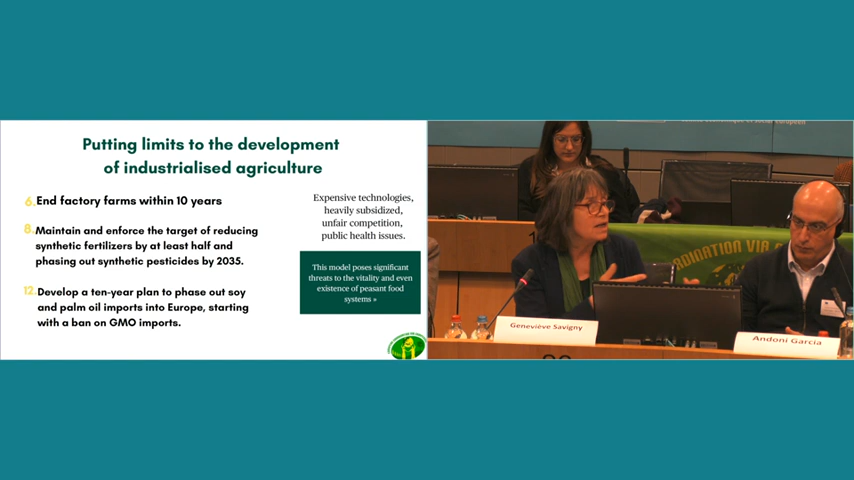 Putting limits to the development
of industrialised agriculture
6. End factory farms within 10 years
8. Maintain and enforce the target of reducing
synthetic fertilizers by at least half and
phasing out synthetic pesticides by 2035.
12. Develop a ten-year plan to phase out soy
and palm oil imports into Europe, starting
with a ban on GMO imports.
Expensive technologies,
heavily subsidized,
unfair competition,
public health issues.
This model poses significant
threats to the vitality and even
existence of peasant food
systems »
DINATION VIA
Geneviève Savigny
Andoni Garcia